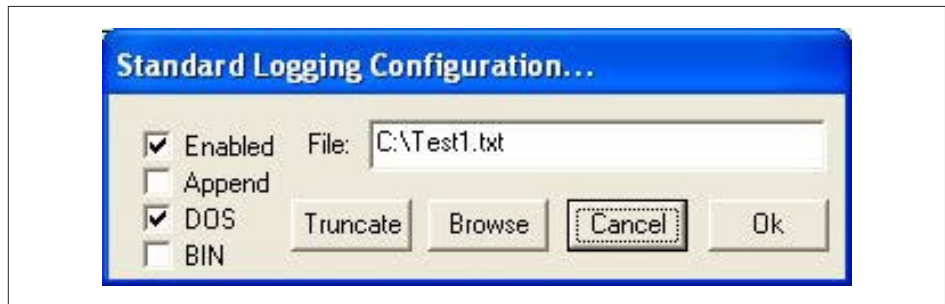 Standard Logging Configuration...
Enabled
File: C:\Test1.txt
Append
DOS
Truncate Browse Cancel Ok
BIN